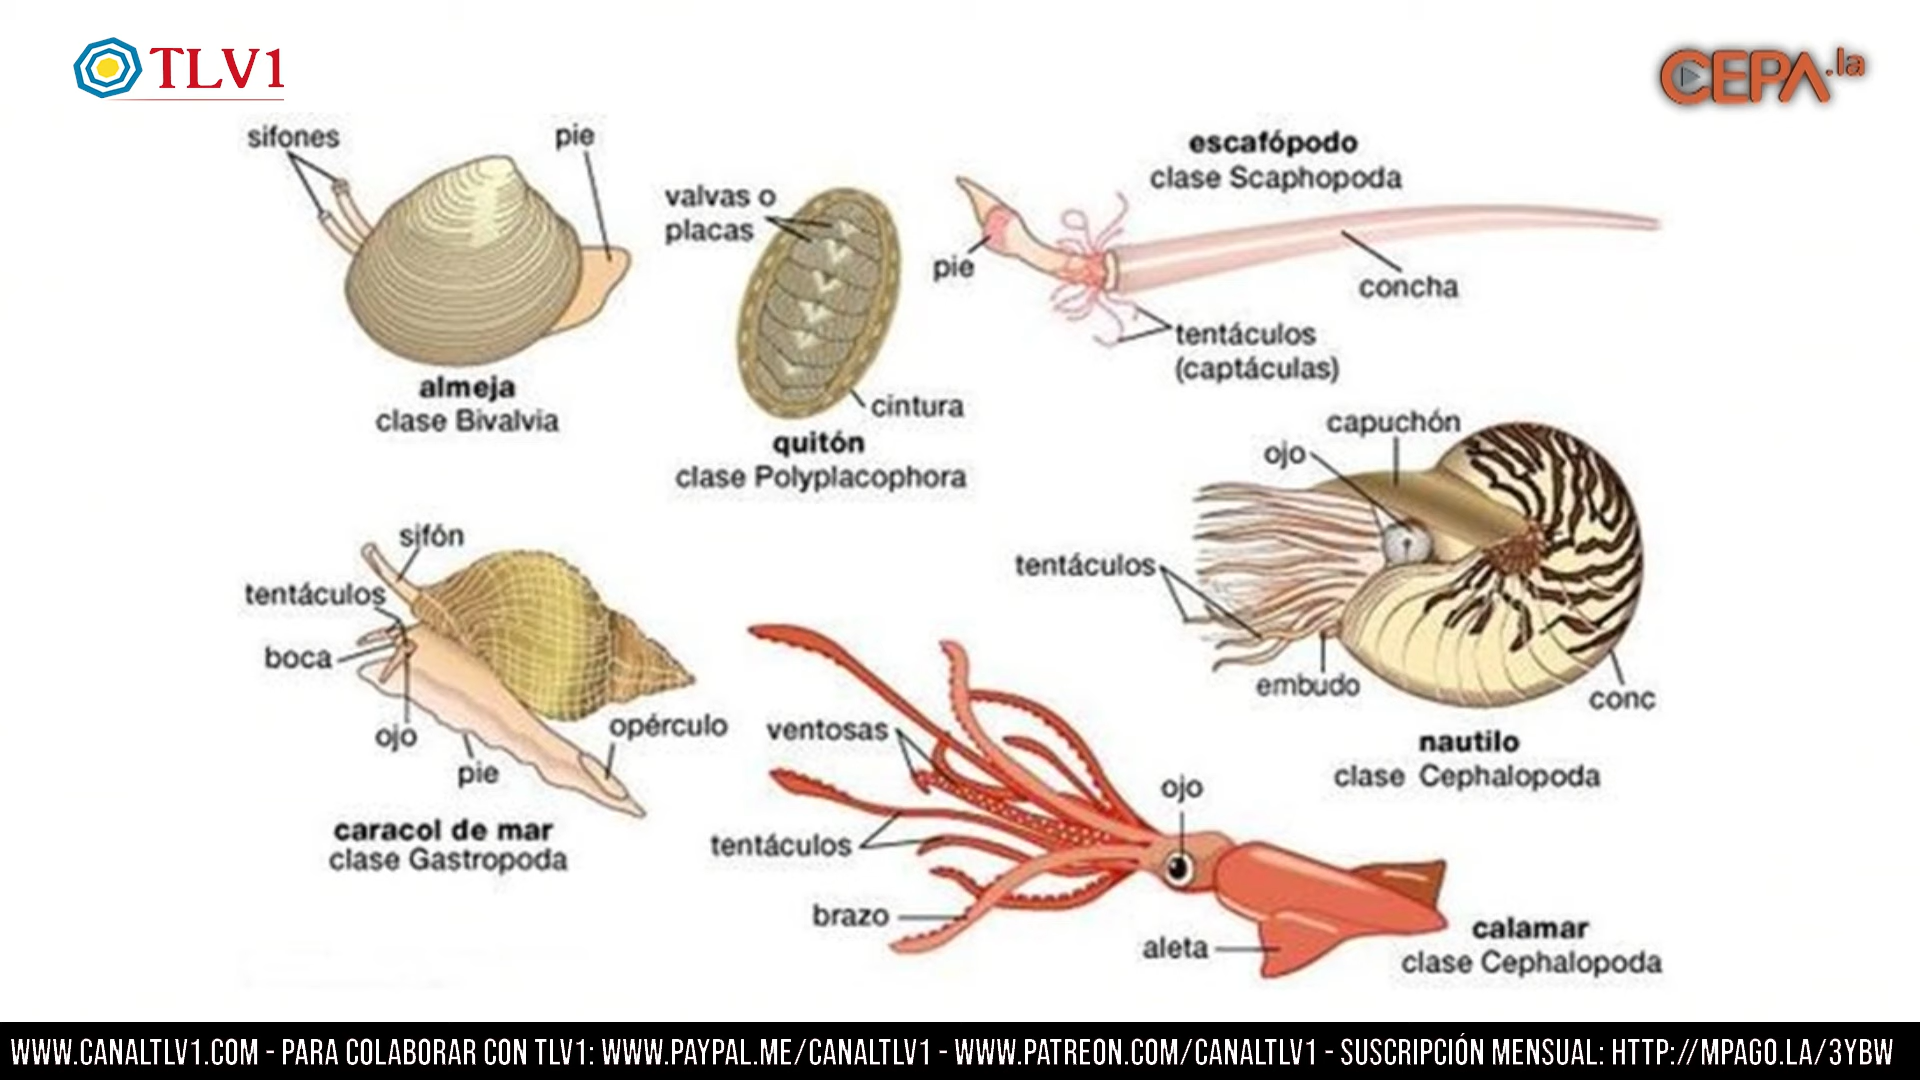 TLV1
CEPA.la
sifones
pie
almeja
clase Bivalvia
valvas o
placas
cintura
quitón
clase Polyplacophora
escafópodo
clase Scaphopoda
pie
concha
tentáculos
(captáculas)
sifón
tentáculos
boca
ojo
pie
opérculo
caracol de mar
clase Gastropoda
capuchón
ojo
tentáculos
embudo
conc
nautilo
clase Cephalopoda
ventosas
tentáculos
brazo
ojo
aleta
calamar
clase Cephalopoda
WWW.CANALTLV1.COM - PARA COLABORAR CON TLV1: WWW.PAYPAL.ME/CANALTLV1 - WWW.PATREON.COM/CANALTLV1 - SUSCRIPCIÓN MENSUAL: HTTP://MPAGO.LA/3YBW